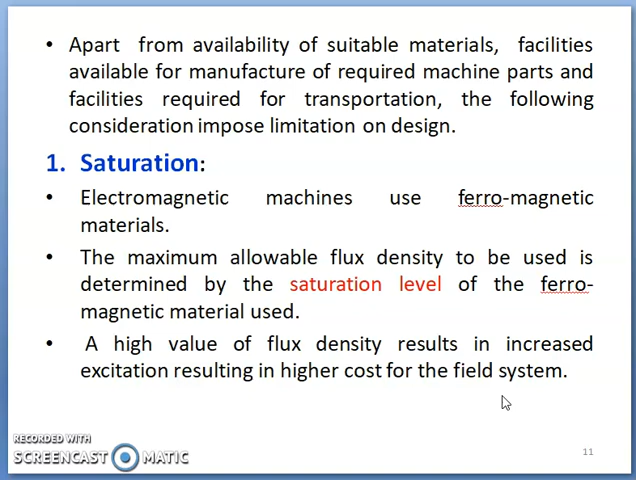 • Apart from availability of suitable materials, facilities
available for manufacture of required machine parts and
facilities required for transportation, the following
consideration impose limitation on design.
1. Saturation:
• Electromagnetic machines use ferro-magnetic
materials.
• The maximum allowable flux density to be used is
determined by the saturation level of the ferro-
magnetic material used.
• A high value of flux density results in increased
excitation resulting in higher cost for the field system.
RECORDED WITH
SCREENCAST MATIC
11